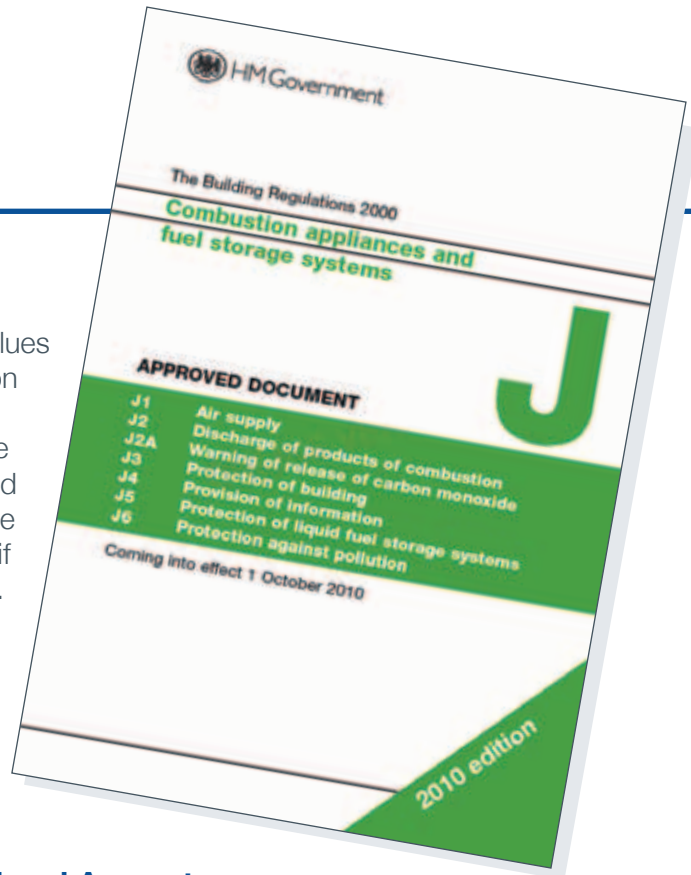 HM Government
The Building Regulations 2000
Combustion appliances and
fuel storage systems
J
APPROVED DOCUMENT
J1 Air supply
J2 Discharge of products of combustion
J2A Warning of release of carbon monoxide
J3 Protection of building
J4 Provision of information
J5 Protection of liquid fuel storage systems
J6 Protection against pollution
Coming into effect 1 October 2010
2010 edition
lues
on
e
d
e
if
.